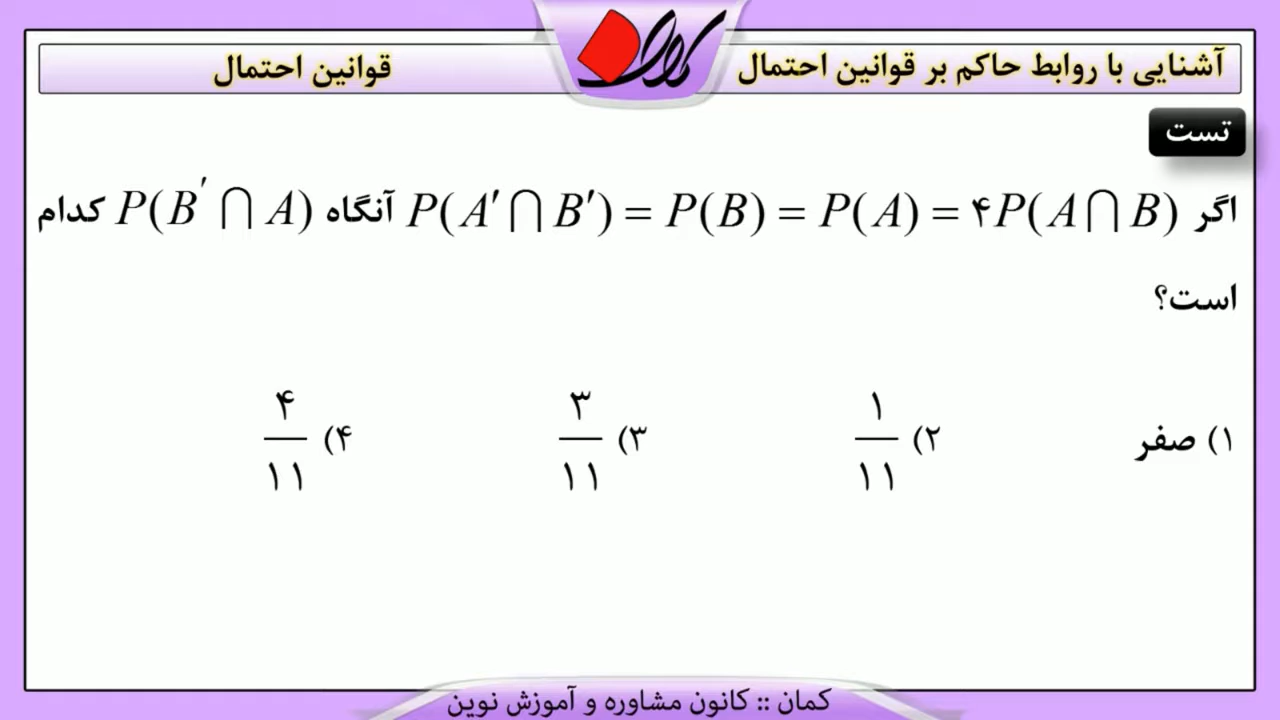 آشنایی با روابط حاکم بر قوانین احتمال
قوانین احتمال
تست
اگر P(A′∩B′) = P(B) = P(A) = ۴P(A∩B) آنگاه P(B′∩A) کدام
است؟
۱) صفر ۲) ۱/۱۱ ۳) ۳/۱۱ ۴) ۴/۱۱
کمان :: کانون مشاوره و آموزش نوین